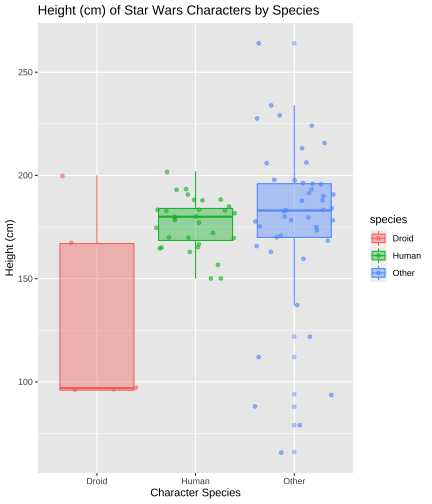 Height (cm) of Star Wars Characters by Species
Height (cm)
250
200
150
100
Droid
Human
Other
Character Species
species
Droid
Human
Other